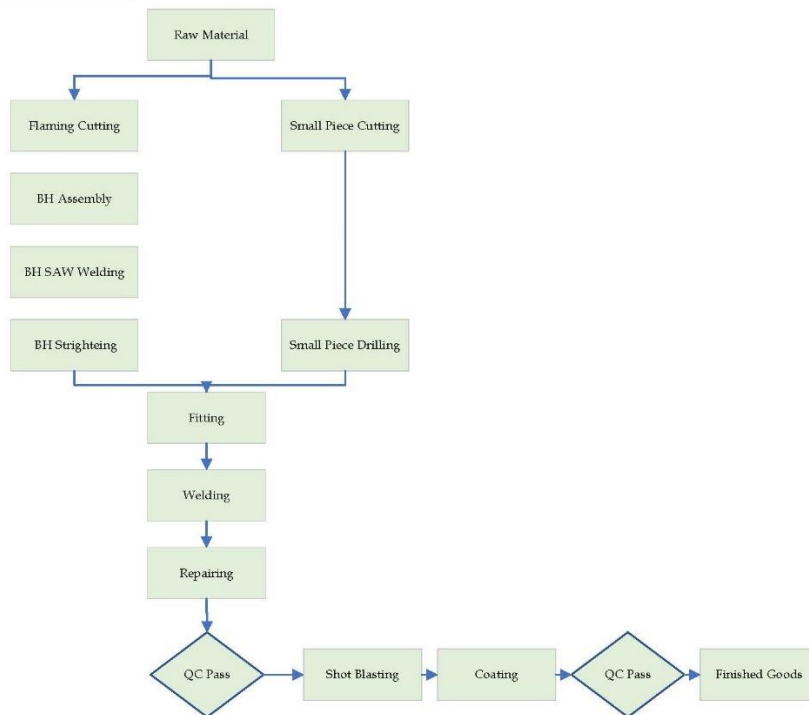 Raw Material
Flaming Cutting
Small Piece Cutting
BH Assembly
BH SAW Welding
BH Strighteing
Small Piece Drilling
Fitting
Welding
Repairing
QC Pass
Shot Blasting
Coating
QC Pass
Finished Goods